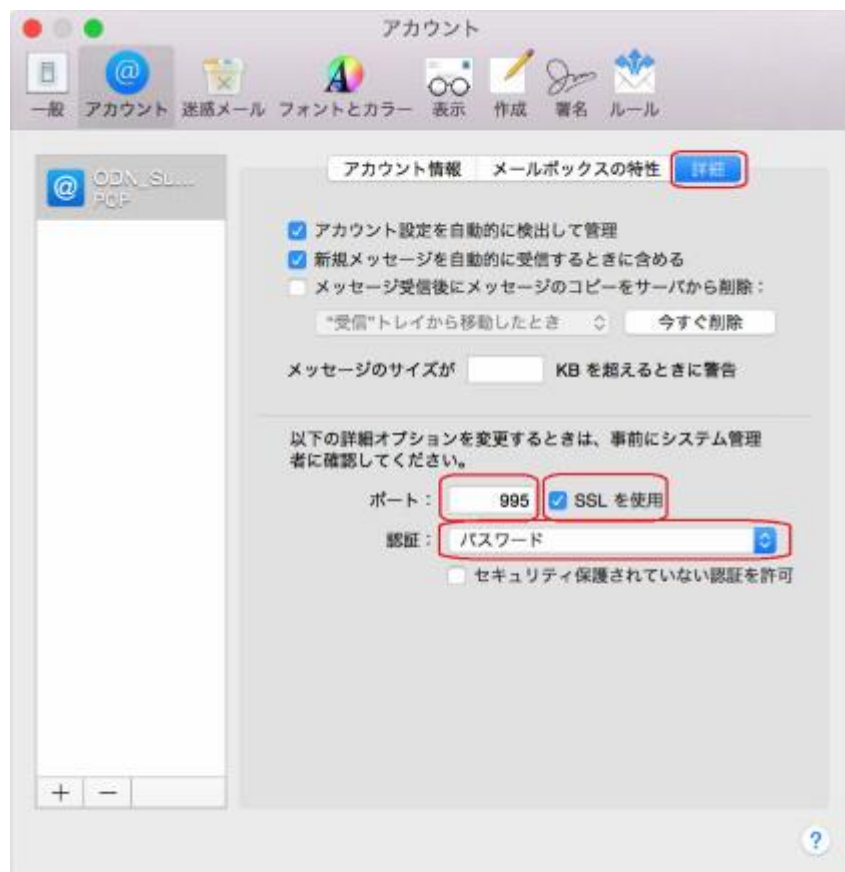 アカウント
一般 アカウント 迷惑メール フォントとカラー 表示 作成 署名 ルール
アカウント情報 メールボックスの特性 詳細
ODN_SL...
POP
アカウント設定を自動的に検出して管理
新規メッセージを自動的に受信するときに含める
メッセージ受信後にメッセージのコピーをサーバから削除：
"受信"トレイから移動したとき 今すぐ削除
メッセージのサイズが KB を超えるときに警告
以下の詳細オプションを変更するときは、事前にシステム管理
者に確認してください。
ポート： 995 SSL を使用
認証： パスワード
セキュリティ保護されていない認証を許可